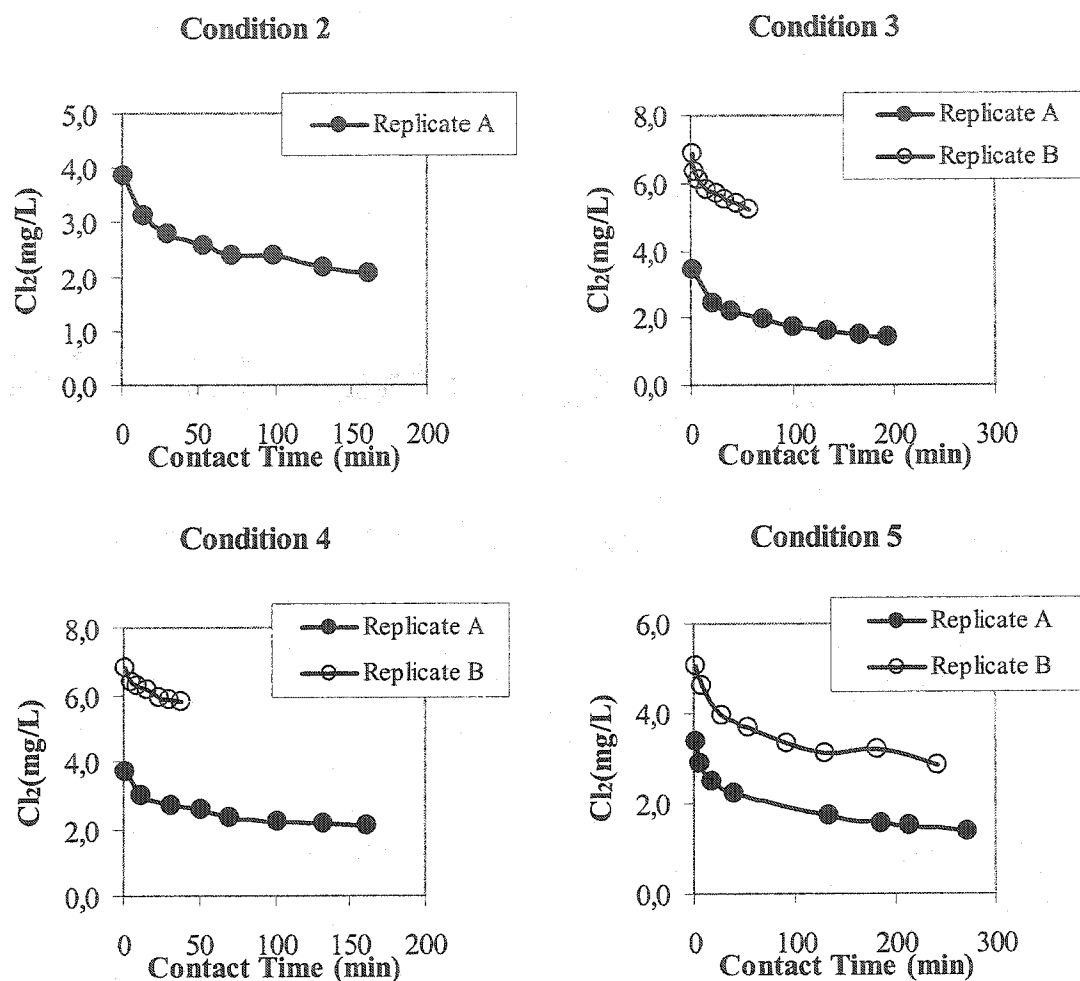 Condition 2
Replicate A
5,0
4,0
3,0
2,0
1,0
0,0
Cl₂(mg/L)
0 50 100 150 200
Contact Time (min)
Condition 3
Replicate A
Replicate B
8,0
6,0
4,0
2,0
0,0
Cl₂(mg/L)
0 100 200 300
Contact Time (min)
Condition 4
Replicate A
Replicate B
8,0
6,0
4,0
2,0
0,0
Cl₂(mg/L)
0 50 100 150 200
Contact Time (min)
Condition 5
Replicate A
Replicate B
6,0
4,0
2,0
0,0
Cl₂(mg/L)
0 100 200 300
Contact Time (min)